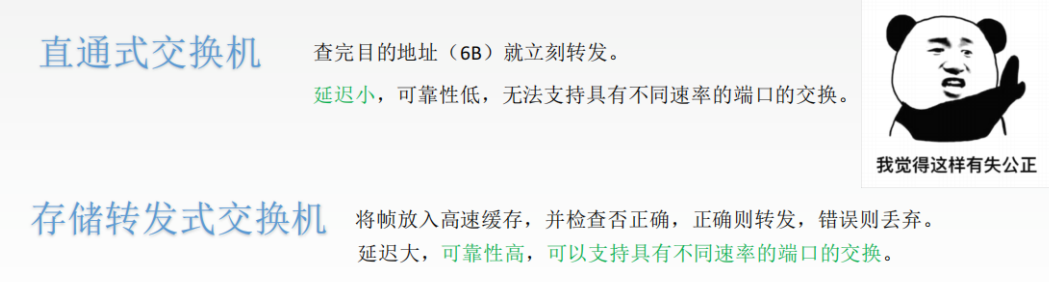 直通式交换机
查完目的地址（6B）就立刻转发。
延迟小，可靠性低，无法支持具有不同速率的端口的交换。
我觉得这样有失公正
存储转发式交换机
将帧放入高速缓存，并检查否正确，正确则转发，错误则丢弃。
延迟大，可靠性高，可以支持具有不同速率的端口的交换。